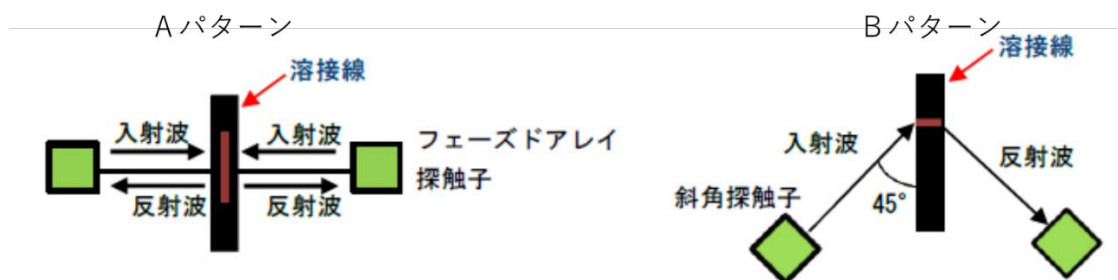 Aパターン
溶接線
入射波
入射波
フェーズドアレイ
探触子
反射波
反射波
Bパターン
溶接線
入射波
反射波
斜角探触子
45°